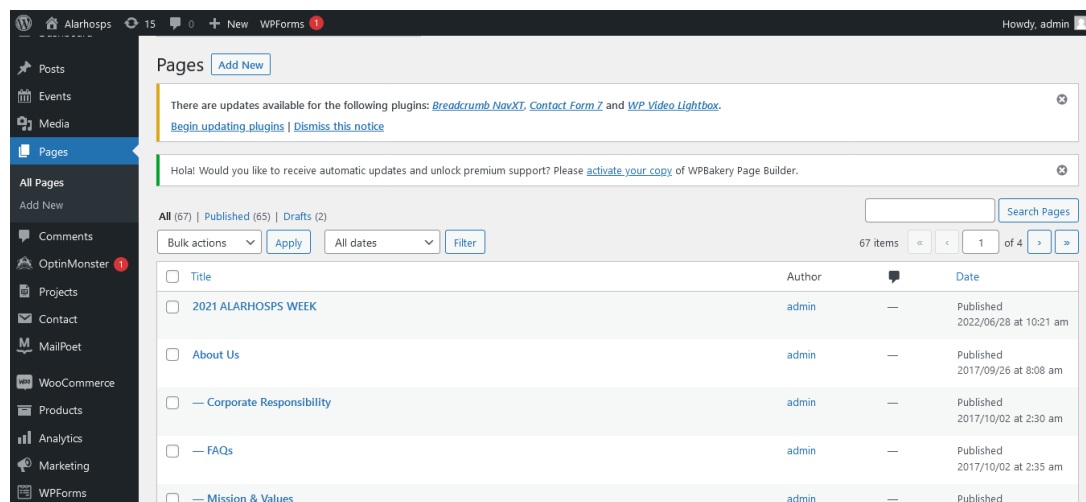 Alarhosps 15 0 + New WPForms 1 Howdy, admin
Posts
Events
Media
Pages
All Pages
Add New
Comments
OptinMonster 1
Projects
Contact
MailPoet
WooCommerce
Products
Analytics
Marketing
WPForms
Pages Add New
There are updates available for the following plugins: Breadcrumb NavXT, Contact Form 7 and WP Video Lightbox.
Begin updating plugins | Dismiss this notice
Hola! Would you like to receive automatic updates and unlock premium support? Please activate your copy of WPBakery Page Builder.
All (67) | Published (65) | Drafts (2)
Search Pages
Bulk actions Apply All dates Filter 67 items « ‹ 1 of 4 › »
Title Author Date
2021 ALARHOSPS WEEK admin — Published
2022/06/28 at 10:21 am
About Us admin — Published
2017/09/26 at 8:08 am
— Corporate Responsibility admin — Published
2017/10/02 at 2:30 am
— FAQs admin — Published
2017/10/02 at 2:35 am
— Mission & Values admin — Published